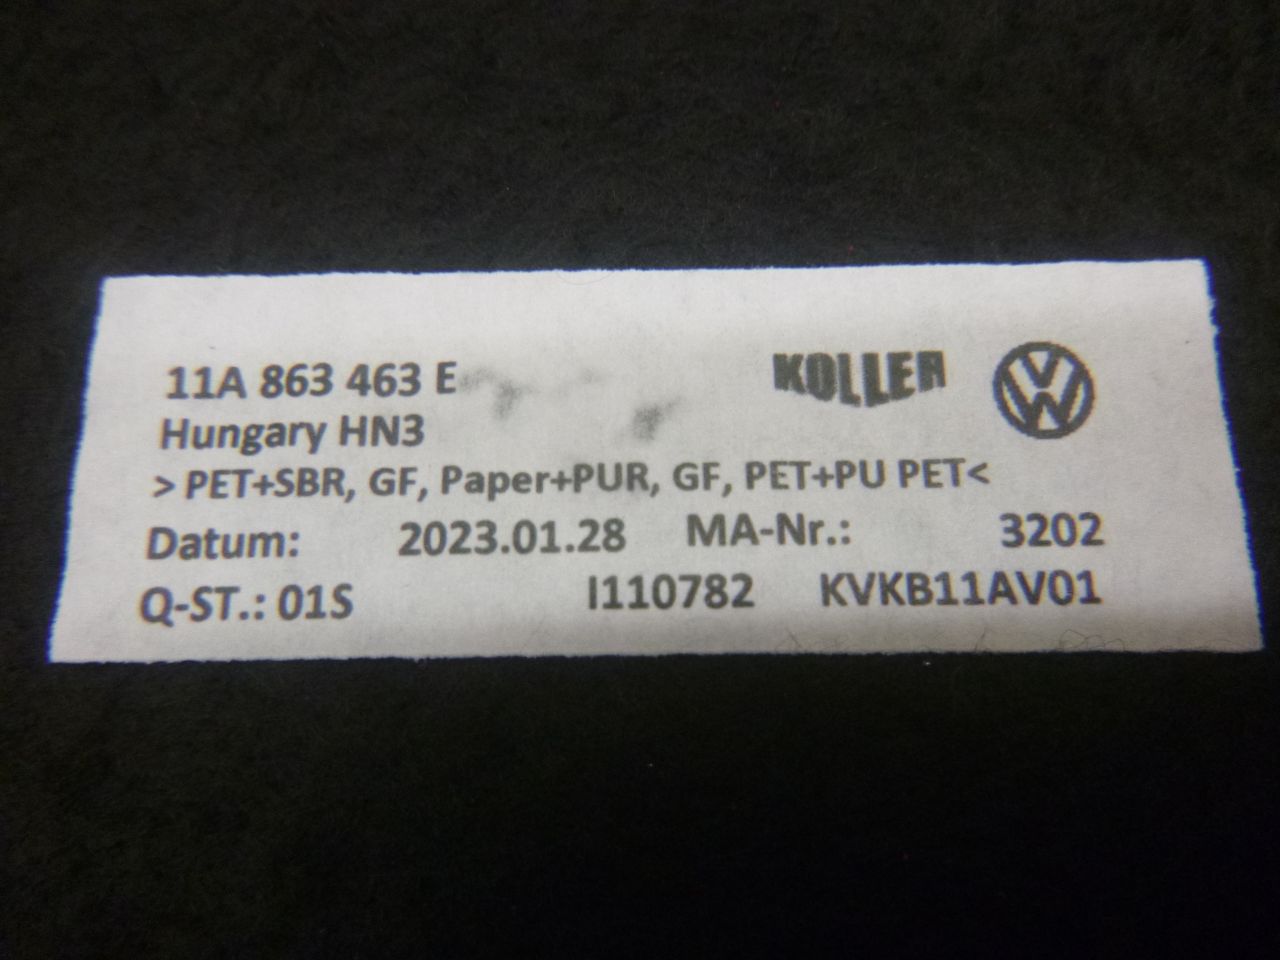 11A 863 463 E
KOLLER
Hungary HN3
> PET+SBR, GF, Paper+PUR, GF, PET+PU PET<
Datum: 2023.01.28 MA-Nr.: 3202
Q-ST.: 01S I110782 KVKB11AV01